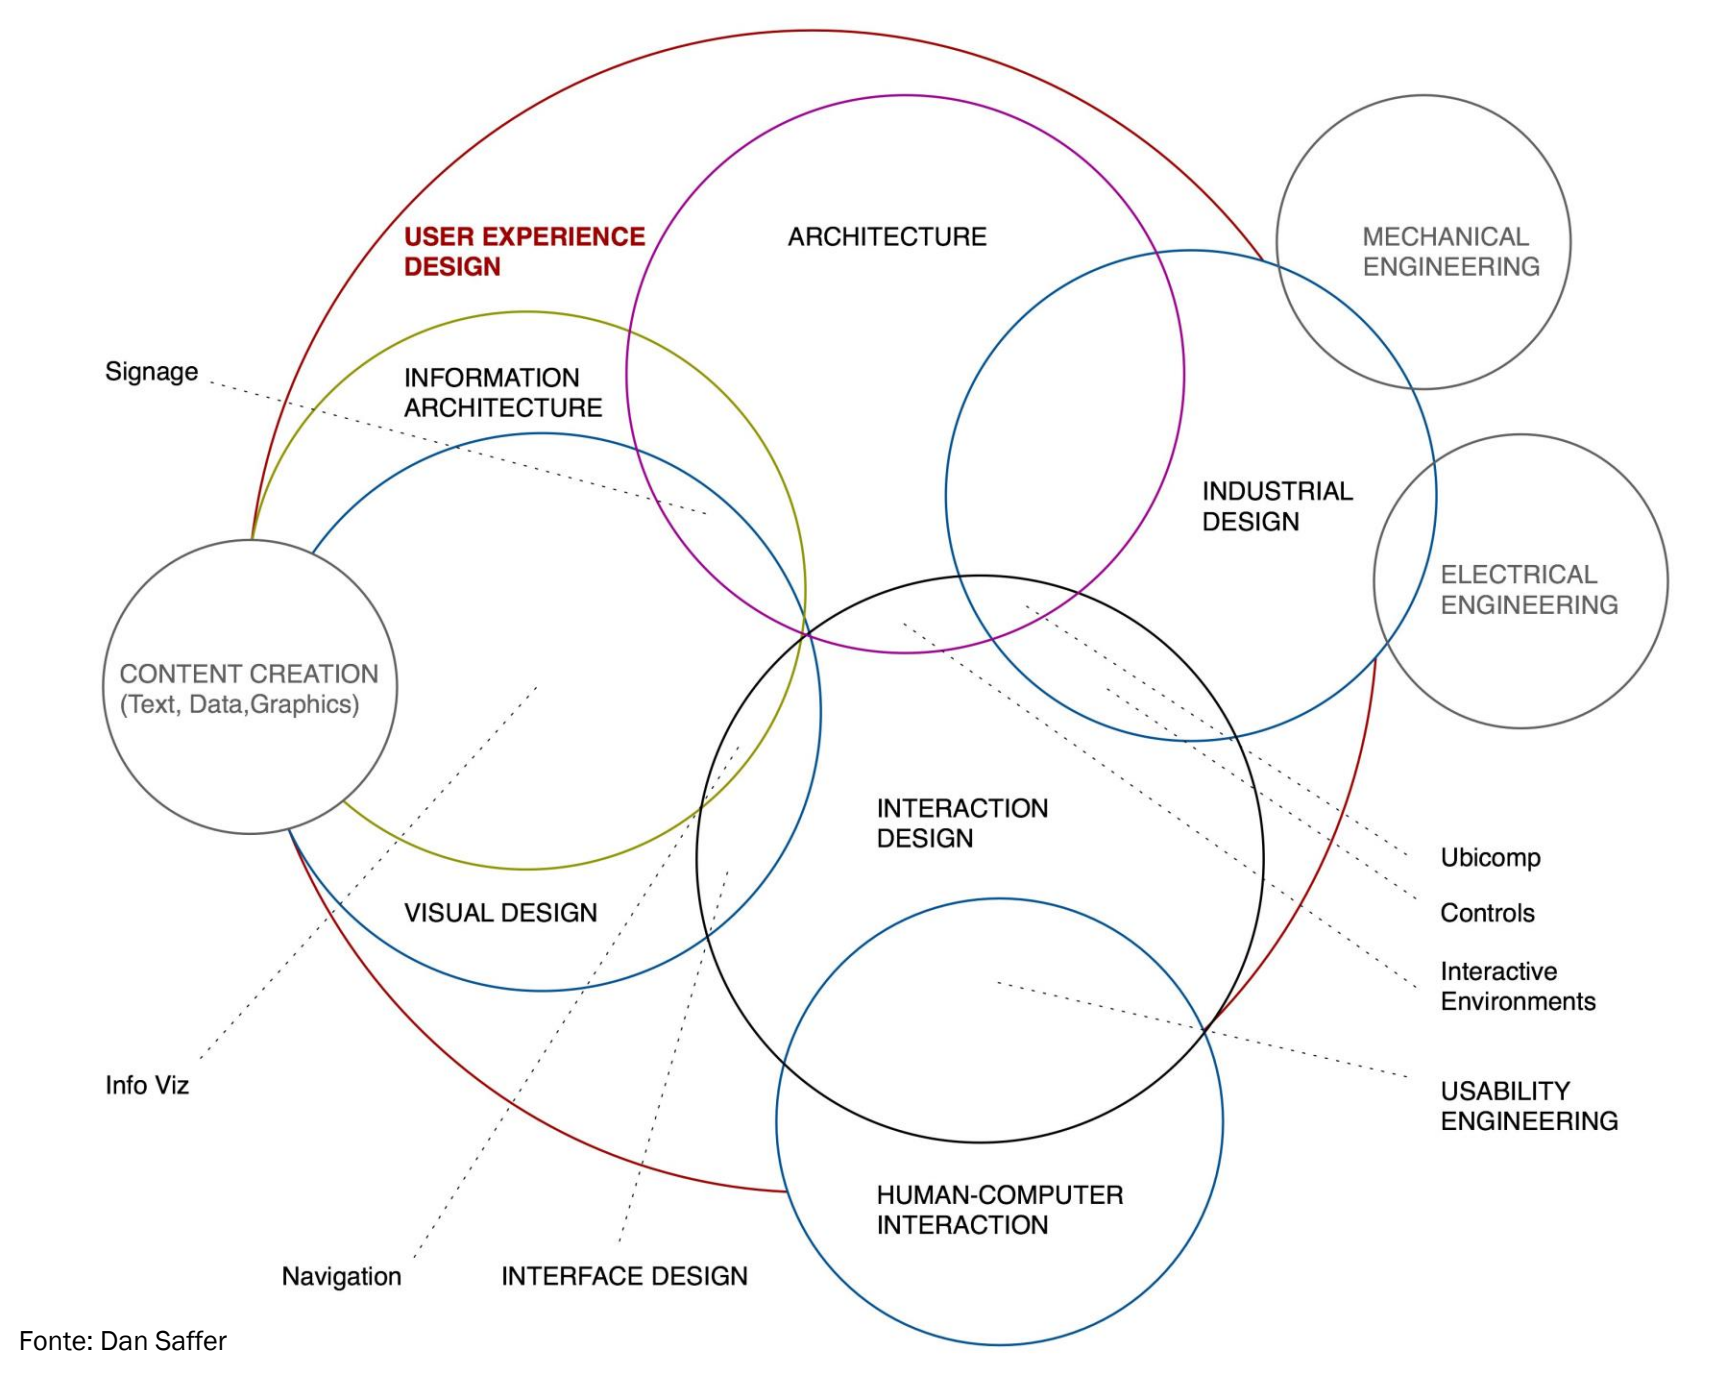 USER EXPERIENCE
DESIGN
ARCHITECTURE
MECHANICAL
ENGINEERING
Signage
INFORMATION
ARCHITECTURE
INDUSTRIAL
DESIGN
ELECTRICAL
ENGINEERING
CONTENT CREATION
(Text, Data,Graphics)
INTERACTION
DESIGN
VISUAL DESIGN
Ubicomp
Controls
Interactive
Environments
Info Viz
USABILITY
ENGINEERING
HUMAN-COMPUTER
INTERACTION
Navigation
INTERFACE DESIGN
Fonte: Dan Saffer